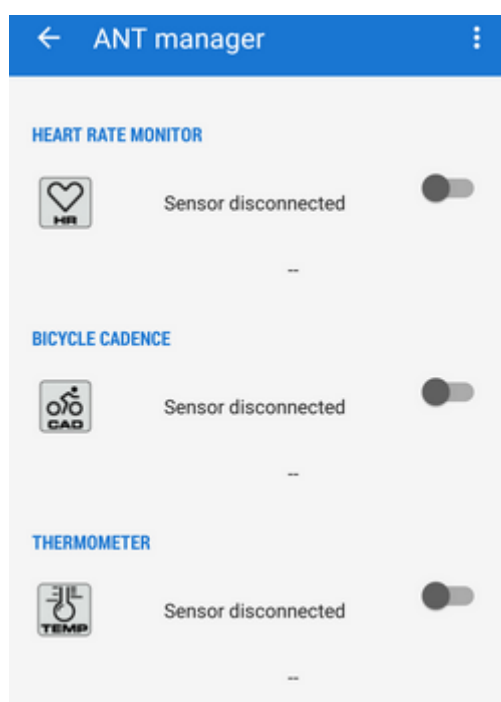 ANT manager
HEART RATE MONITOR
HR
Sensor disconnected
--
BICYCLE CADENCE
CAD
Sensor disconnected
--
THERMOMETER
TEMP
Sensor disconnected
--